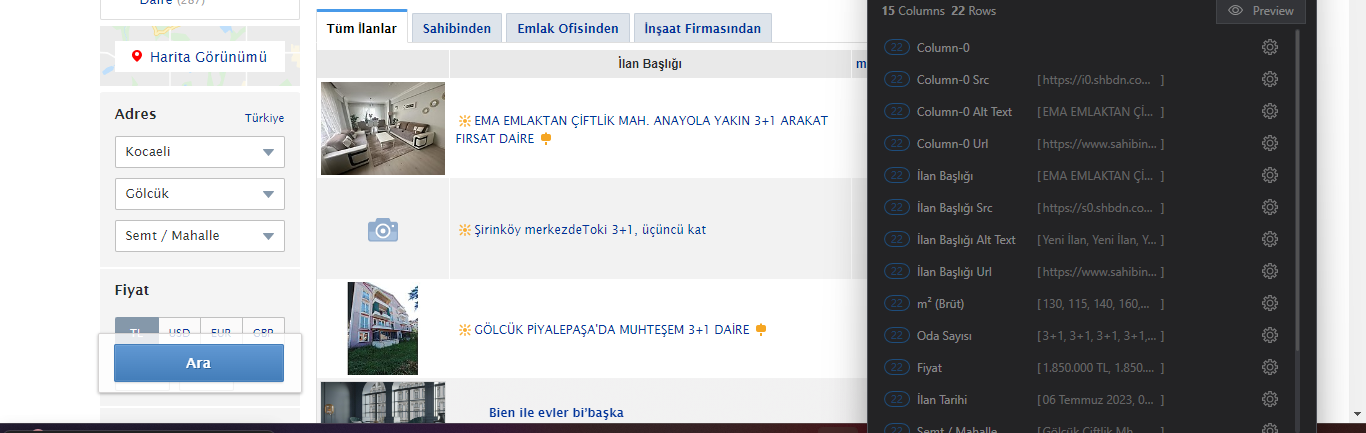 Daire (287)
Harita Görünümü
Adres
Türkiye
Kocaeli
Gölcük
Semt / Mahalle
Fiyat
TL USD EUR GBP
Ara
Tüm İlanlar Sahibinden Emlak Ofisinden İnşaat Firmasından
İlan Başlığı
m
EMA EMLAKTAN ÇİFTLİK MAH. ANAYOLA YAKIN 3+1 ARAKAT
FIRSAT DAİRE
Şirinköy merkezdeToki 3+1, üçüncü kat
GÖLCÜK PİYALEPAŞA'DA MUHTEŞEM 3+1 DAİRE
Bien ile evler bi’başka
15 Columns 22 Rows
Preview
22 Column-0
22 Column-0 Src [https://i0.shbdn.co... ]
22 Column-0 Alt Text [EMA EMLAKTAN ÇİFT... ]
22 Column-0 Url [https://www.sahibin... ]
22 İlan Başlığı [EMA EMLAKTAN Çİ... ]
22 İlan Başlığı Src [https://s0.shbdn.co... ]
22 İlan Başlığı Alt Text [Yeni İlan, Yeni İlan, Y... ]
22 İlan Başlığı Url [https://www.sahibin... ]
22 m² (Brüt) [130, 115, 140, 160,... ]
22 Oda Sayısı [3+1, 3+1, 3+1, 3+1,... ]
22 Fiyat [1.850.000 TL, 1.850.... ]
22 İlan Tarihi [06 Temmuz 2023, 0... ]
22 Semt / Mahalle [Gölcük Çiftlik Mh. ... ]